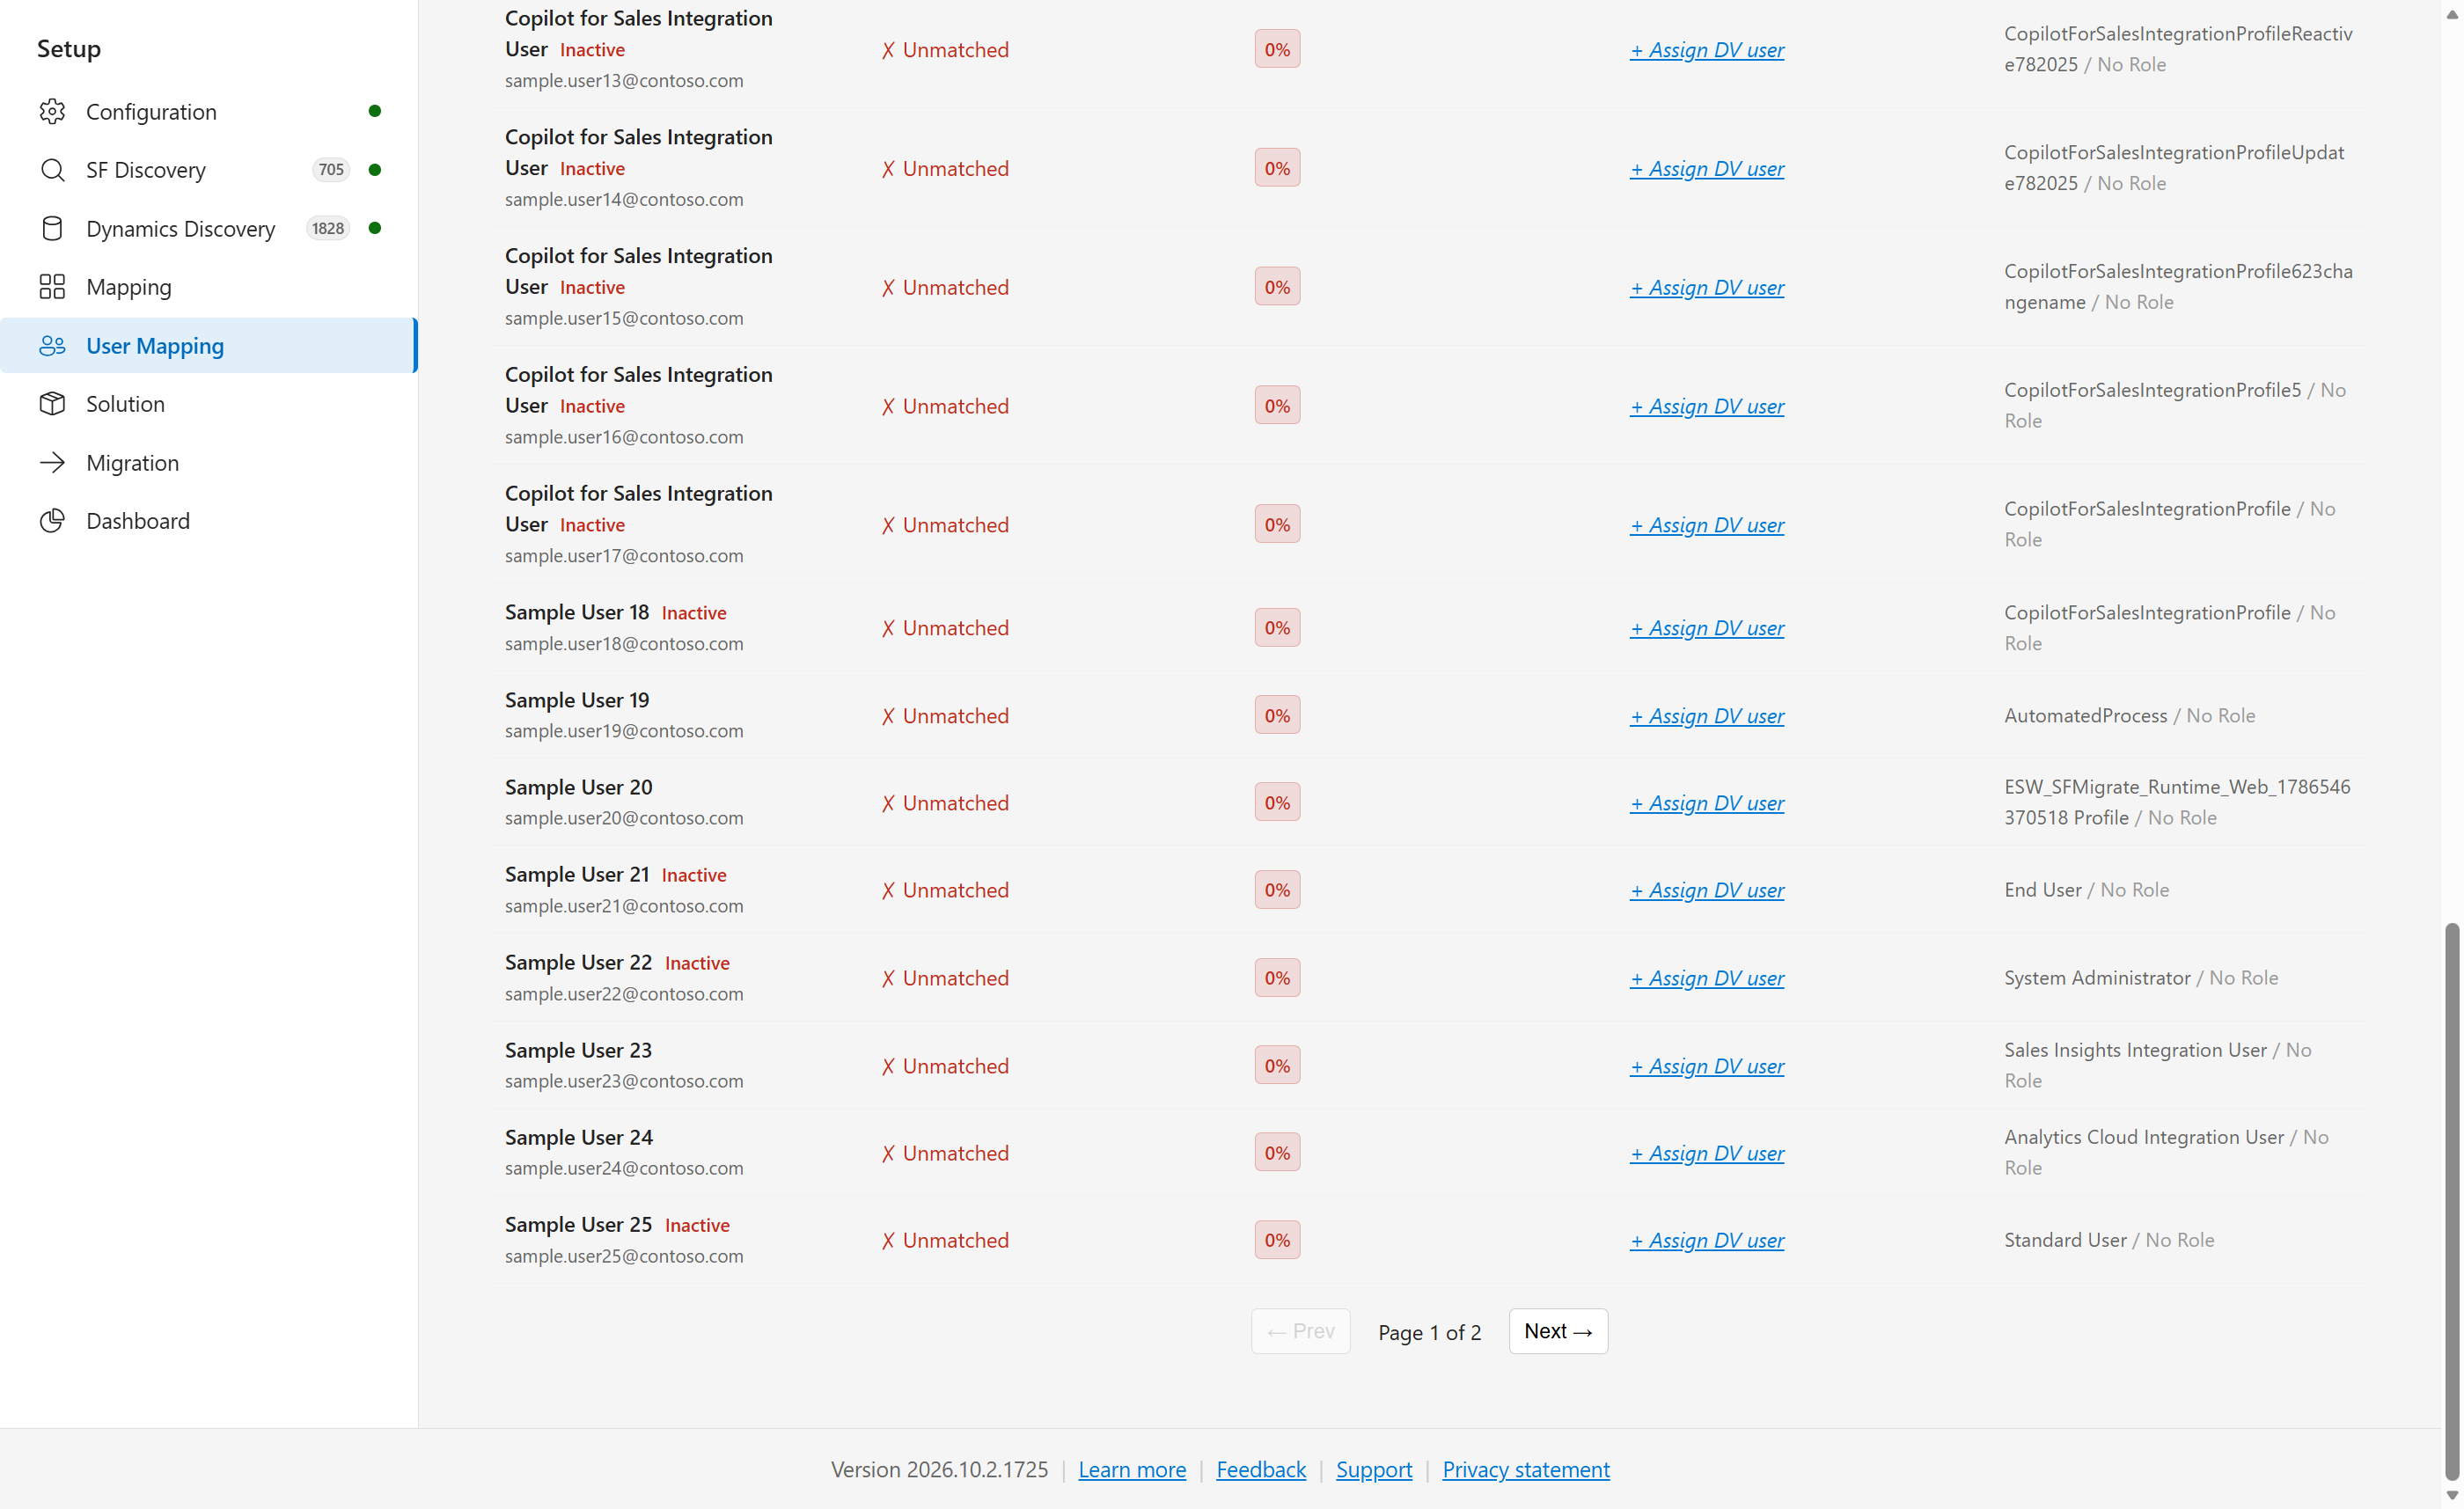 Setup
Configuration
SF Discovery 705
Dynamics Discovery 1828
Mapping
User Mapping
Solution
Migration
Dashboard
Copilot for Sales Integration
User Inactive
sample.user13@contoso.com
✗ Unmatched
0%
+ Assign DV user
CopilotForSalesIntegrationProfileReactiv
e782025 / No Role
Copilot for Sales Integration
User Inactive
sample.user14@contoso.com
✗ Unmatched
0%
+ Assign DV user
CopilotForSalesIntegrationProfileUpdat
e782025 / No Role
Copilot for Sales Integration
User Inactive
sample.user15@contoso.com
✗ Unmatched
0%
+ Assign DV user
CopilotForSalesIntegrationProfile623cha
ngename / No Role
Copilot for Sales Integration
User Inactive
sample.user16@contoso.com
✗ Unmatched
0%
+ Assign DV user
CopilotForSalesIntegrationProfile5 / No
Role
Copilot for Sales Integration
User Inactive
sample.user17@contoso.com
✗ Unmatched
0%
+ Assign DV user
CopilotForSalesIntegrationProfile / No
Role
Sample User 18 Inactive
sample.user18@contoso.com
✗ Unmatched
0%
+ Assign DV user
CopilotForSalesIntegrationProfile / No
Role
Sample User 19
sample.user19@contoso.com
✗ Unmatched
0%
+ Assign DV user
AutomatedProcess / No Role
Sample User 20
sample.user20@contoso.com
✗ Unmatched
0%
+ Assign DV user
ESW_SFMigrate_Runtime_Web_1786546
370518 Profile / No Role
Sample User 21 Inactive
sample.user21@contoso.com
✗ Unmatched
0%
+ Assign DV user
End User / No Role
Sample User 22 Inactive
sample.user22@contoso.com
✗ Unmatched
0%
+ Assign DV user
System Administrator / No Role
Sample User 23
sample.user23@contoso.com
✗ Unmatched
0%
+ Assign DV user
Sales Insights Integration User / No
Role
Sample User 24
sample.user24@contoso.com
✗ Unmatched
0%
+ Assign DV user
Analytics Cloud Integration User / No
Role
Sample User 25 Inactive
sample.user25@contoso.com
✗ Unmatched
0%
+ Assign DV user
Standard User / No Role
← Prev Page 1 of 2 Next →
Version 2026.10.2.1725 | Learn more | Feedback | Support | Privacy statement